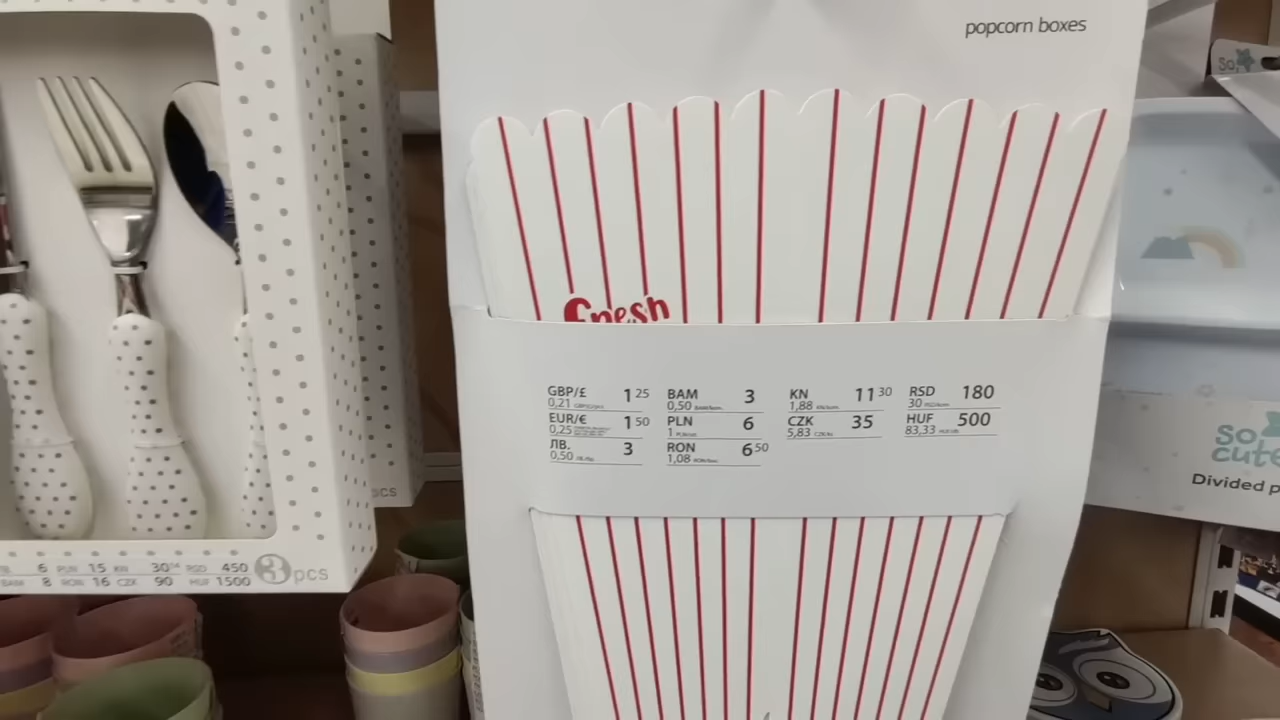 popcorn boxes
fresh
GBP/£ 1 25
0,21
EUR/€ 1 50
0,25
ЛВ. 3
0,50
BAM 3
0,50
PLN 6
1
RON 6 50
1,08
KN 11 30
1,88
CZK 35
5,83
RSD 180
30
HUF 500
83,33
6 PLN 15 KN 30 RSD 450
BAM 8 RON 16 CZK 90 HUF 1500
3 pcs
pcs
So
So
cute
Divided p